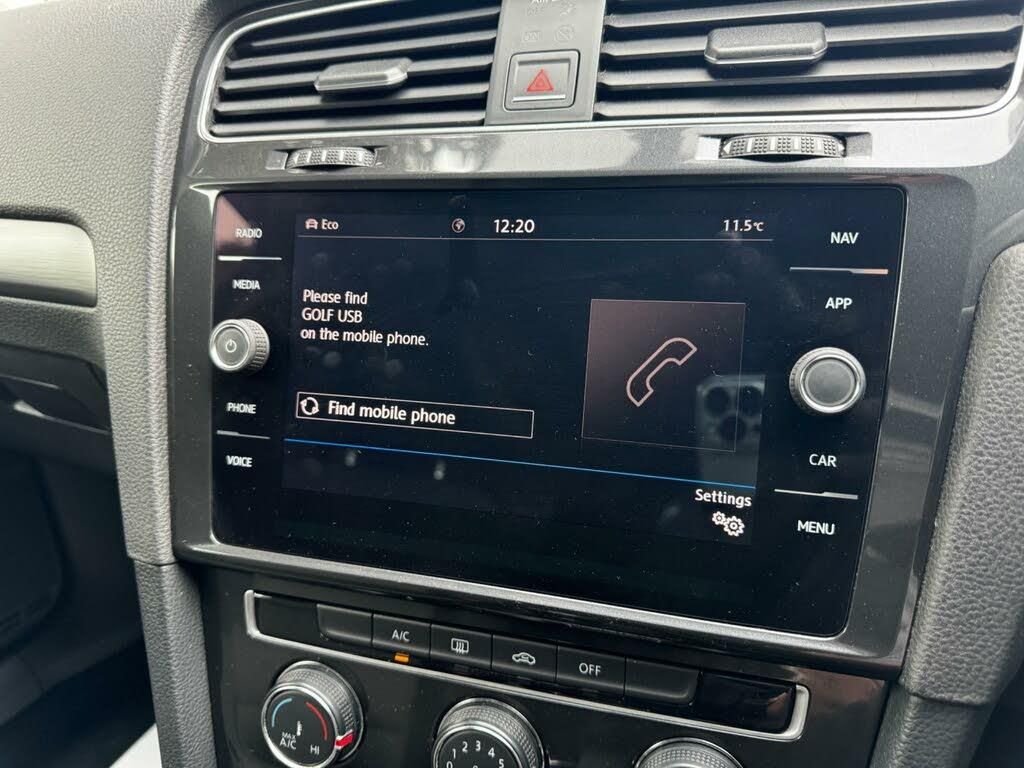 RADIO
MEDIA
PHONE
VOICE
Eco
12:20
11.5°C
Please find
GOLF USB
on the mobile phone.
Find mobile phone
Settings
NAV
APP
CAR
MENU
A/C
OFF
MAX
A/C
HI
1 2 3 4 5